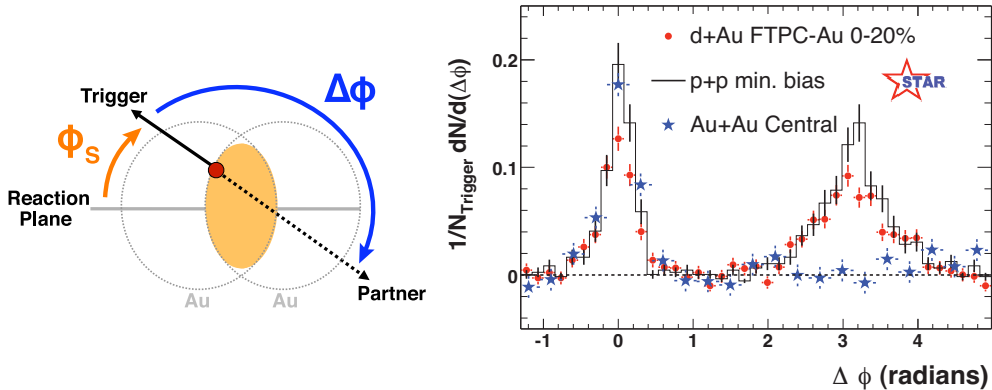 Trigger
Δϕ
ϕS
Reaction
Plane
Partner
Au Au
1/N_Trigger dN/d(Δϕ)
0.2
0.1
0
d+Au FTPC-Au 0-20%
p+p min. bias
Au+Au Central
STAR
-1 0 1 2 3 4
Δ ϕ (radians)